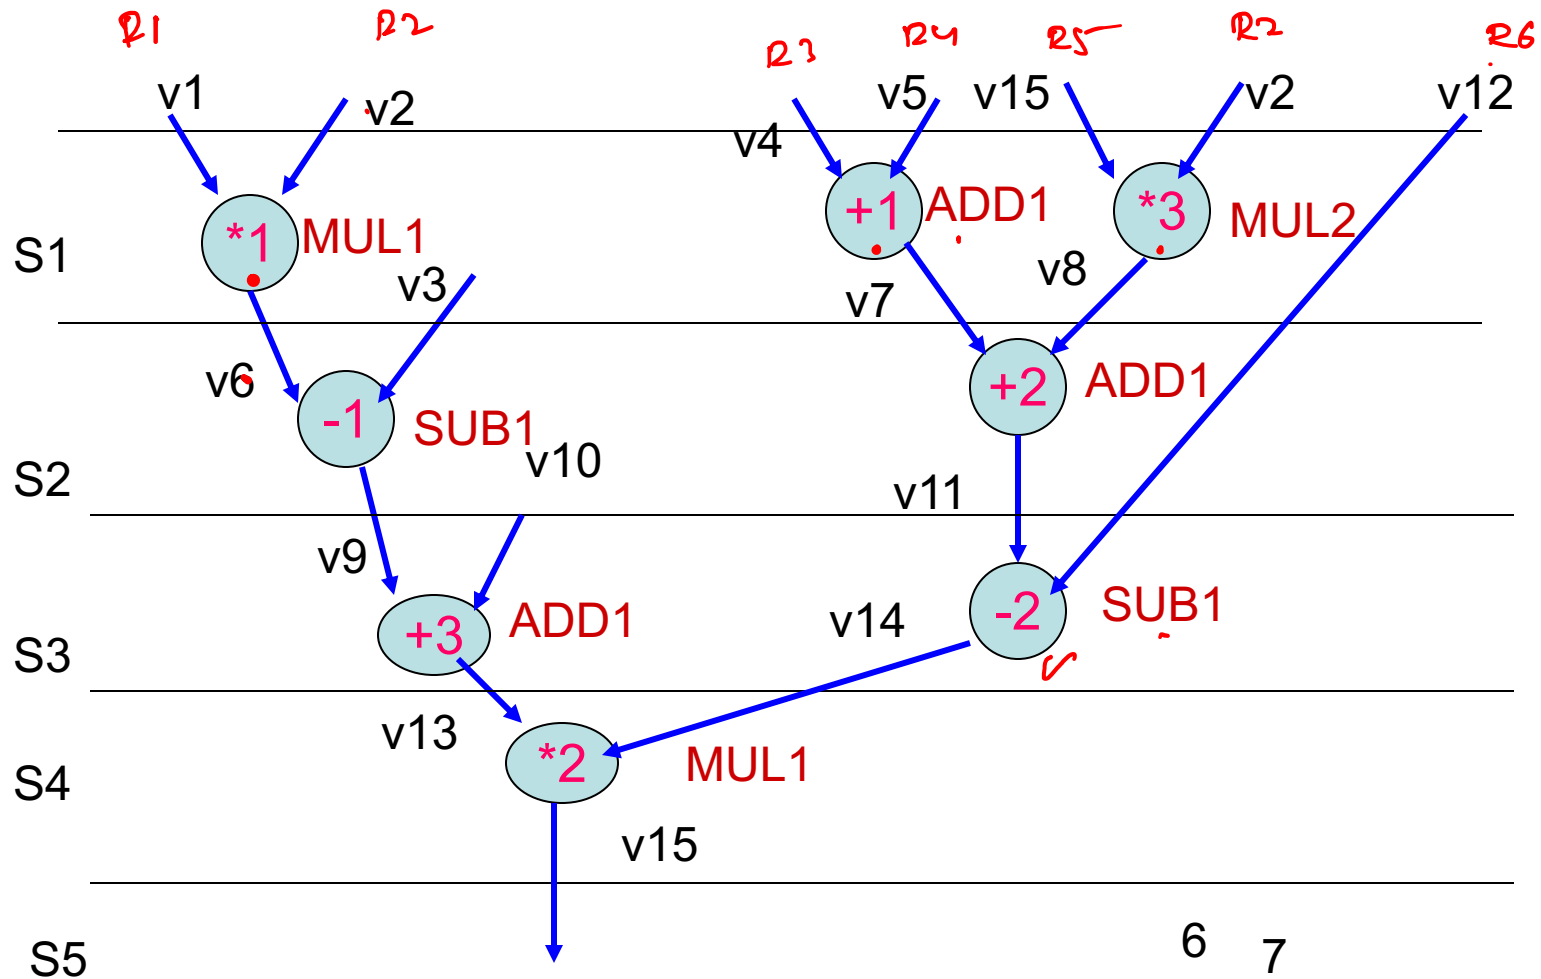 R1 R2 R3 R4 R5 R2 R6
v1 v2 v4 v5 v15 v2 v12
S1 *1 MUL1 +1 ADD1 *3 MUL2
v3 v7 v8
v6 -1 SUB1 +2 ADD1
S2 v10 v11
v9 +3 ADD1 v14 -2 SUB1
S3
v13 *2 MUL1
S4
v15
S5 6 7